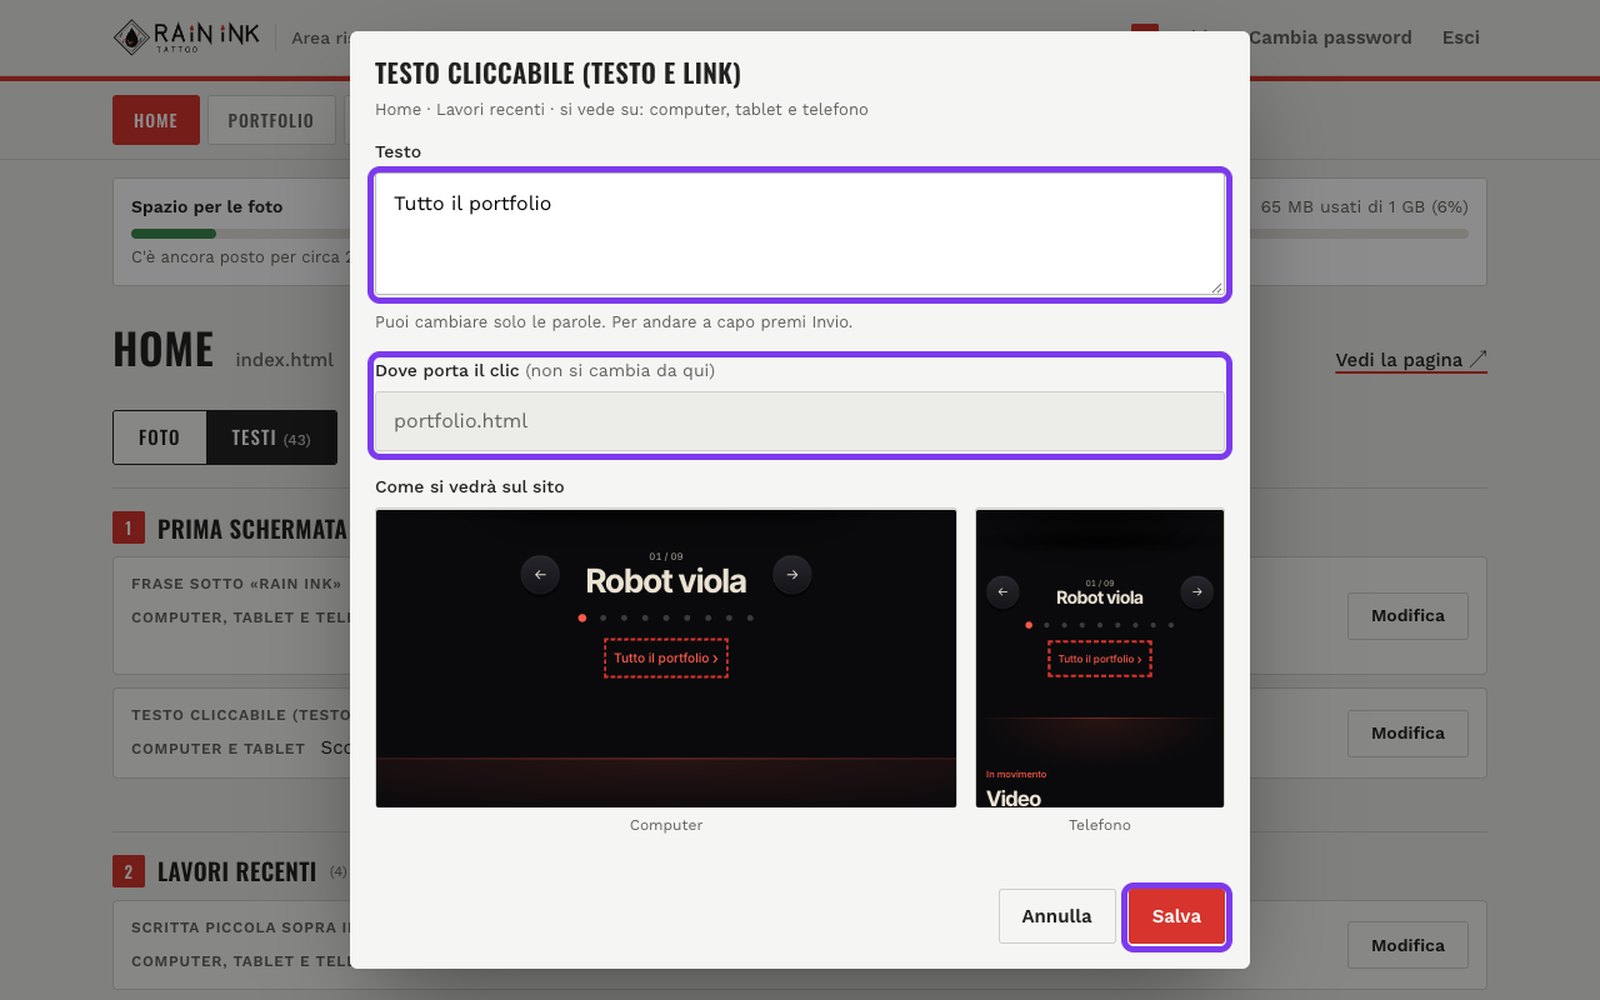 RAIN INK
TATTOO
Area ri
Cambia password
Esci
HOME
PORTFOLIO
Spazio per le foto
65 MB usati di 1 GB (6%)
C'è ancora posto per circa 2
HOME
index.html
Vedi la pagina
FOTO
TESTI (43)
1
PRIMA SCHERMATA
FRASE SOTTO «RAIN INK»
COMPUTER, TABLET E TEL
Modifica
TESTO CLICCABILE (TESTO
COMPUTER E TABLET Sco
Modifica
2
LAVORI RECENTI (4)
SCRITTA PICCOLA SOPRA I
COMPUTER, TABLET E TEL
Modifica
TESTO CLICCABILE (TESTO E LINK)
Home · Lavori recenti · si vede su: computer, tablet e telefono
Testo
Tutto il portfolio
Puoi cambiare solo le parole. Per andare a capo premi Invio.
Dove porta il clic (non si cambia da qui)
portfolio.html
Come si vedrà sul sito
01 / 09
← Robot viola →
Tutto il portfolio ›
Computer
01 / 09
← Robot viola →
Tutto il portfolio ›
In movimento
Video
Telefono
Annulla
Salva